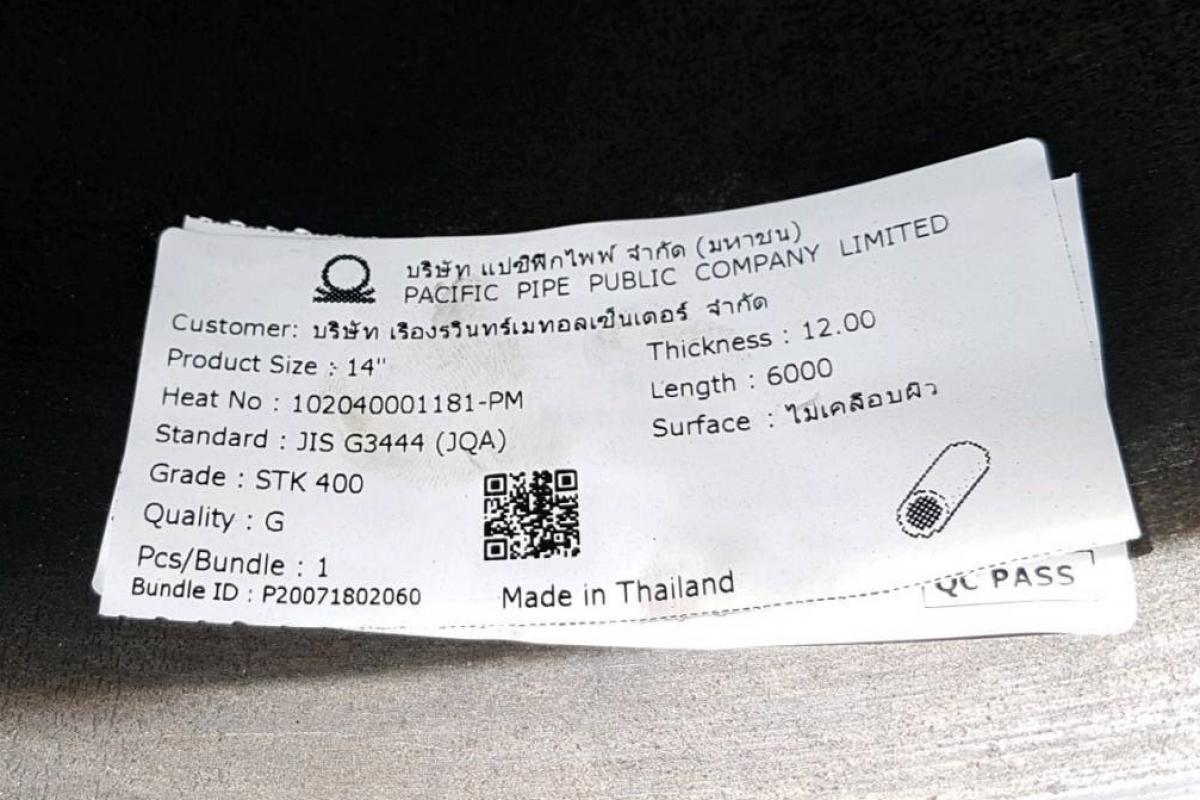 บริษัท แปซิฟิกไพพ์ จำกัด (มหาชน)
PACIFIC PIPE PUBLIC COMPANY LIMITED
Customer: บริษัท เรืองรวินทร์เมทอลเซ็นเตอร์ จำกัด
Product Size : 14"
Thickness : 12.00
Heat No : 102040001181-PM
Length : 6000
Standard : JIS G3444 (JQA)
Surface : ไม่เคลือบผิว
Grade : STK 400
Quality : G
Pcs/Bundle : 1
Bundle ID : P20071802060
Made in Thailand
QC PASS